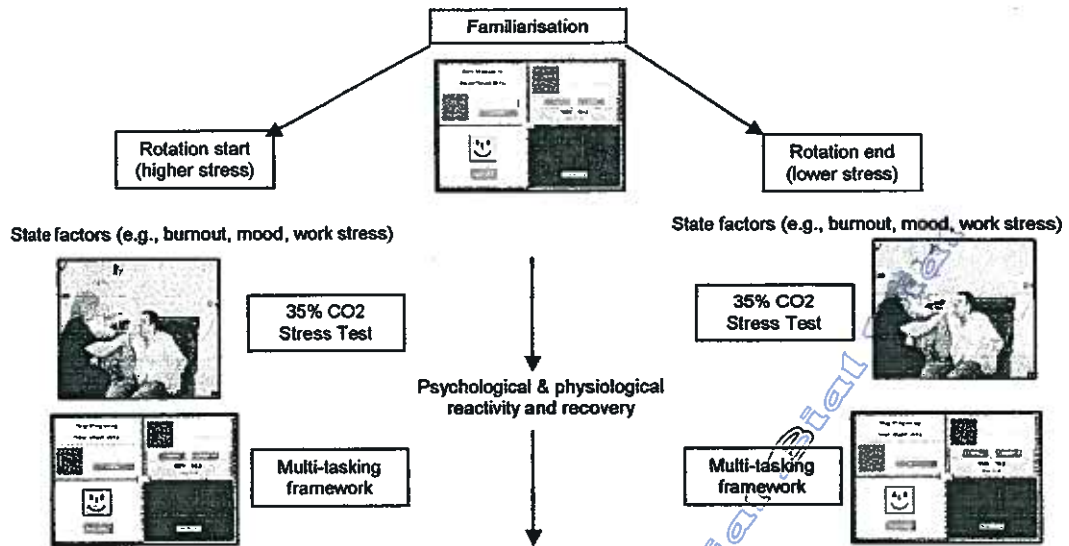 Familiarisation
Rotation start
(higher stress)
Rotation end
(lower stress)
State factors (e.g., burnout, mood, work stress)
State factors (e.g., burnout, mood, work stress)
35% CO2
Stress Test
35% CO2
Stress Test
Psychological & physiological
reactivity and recovery
Multi-tasking
framework
Multi-tasking
framework